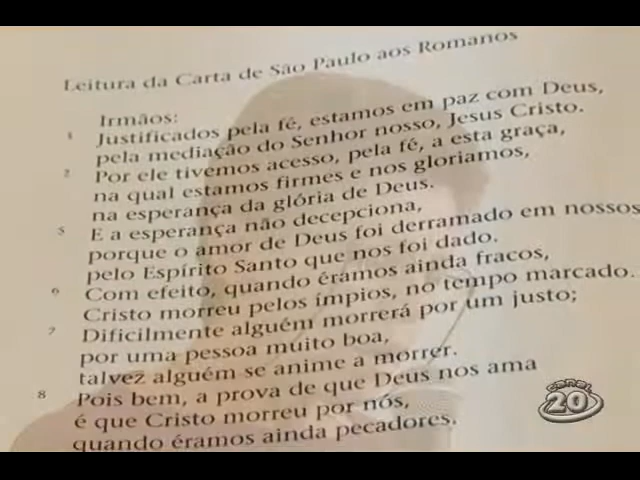 Leitura da Carta de São Paulo aos Romanos
Irmãos:
1 Justificados pela fé, estamos em paz com Deus,
pela mediação do Senhor nosso, Jesus Cristo.
2 Por ele tivemos acesso, pela fé, a esta graça,
na qual estamos firmes e nos gloriamos,
na esperança da glória de Deus.
5 E a esperança não decepciona,
porque o amor de Deus foi derramado em nossos
pelo Espírito Santo que nos foi dado.
6 Com efeito, quando éramos ainda fracos,
Cristo morreu pelos ímpios, no tempo marcado.
7 Dificilmente alguém morrerá por um justo;
por uma pessoa muito boa,
talvez alguém se anime a morrer.
8 Pois bem, a prova de que Deus nos ama
é que Cristo morreu por nós,
quando éramos ainda pecadores.
CANAL
20